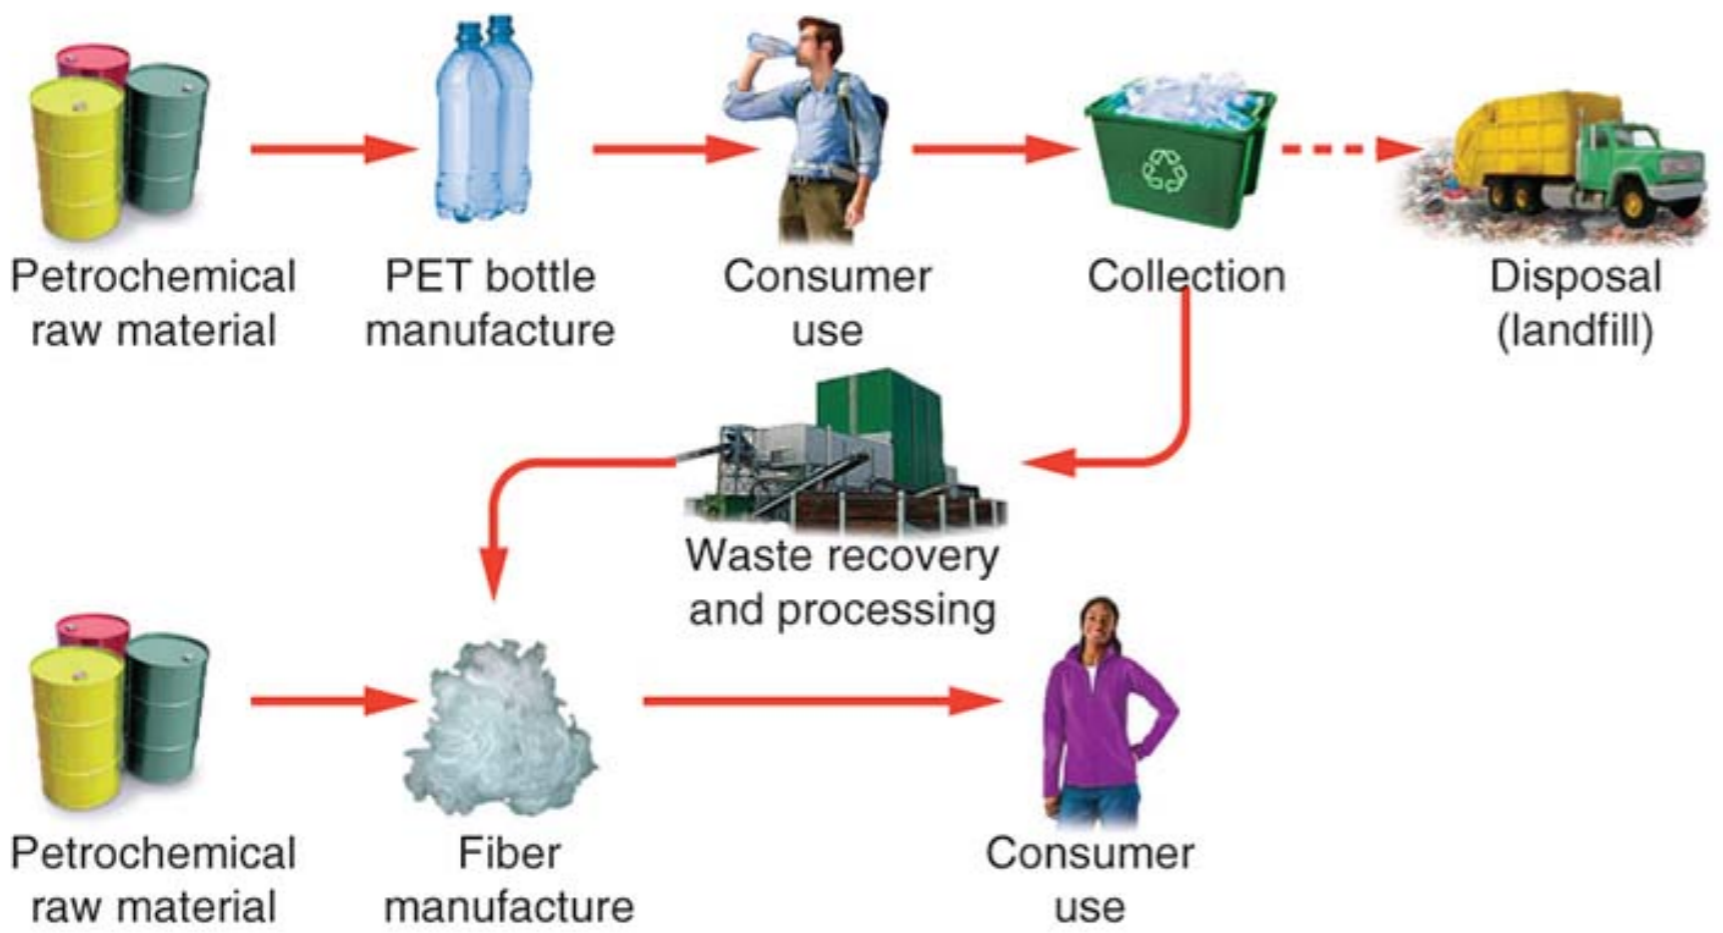 Petrochemical
raw material
PET bottle
manufacture
Consumer
use
Collection
Disposal
(landfill)
Waste recovery
and processing
Petrochemical
raw material
Fiber
manufacture
Consumer
use